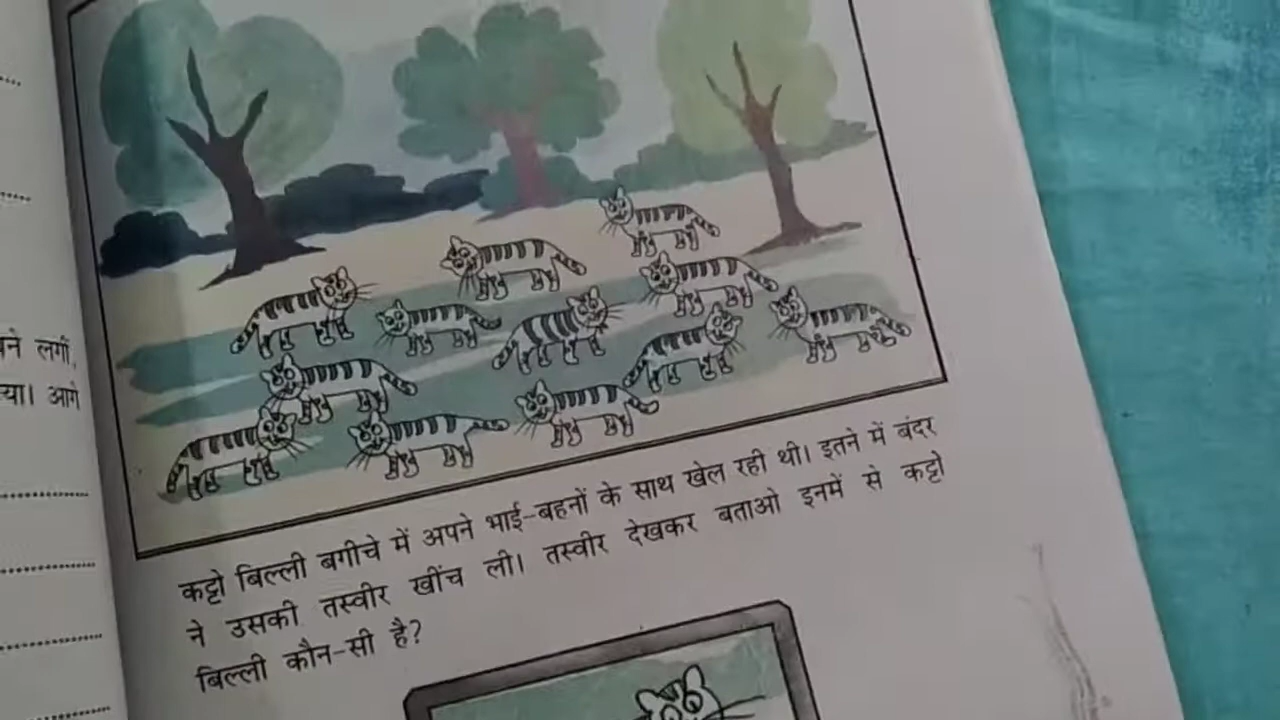 लगीं,
आगे
कट्टो बिल्ली बगीचे में अपने भाई-बहनों के साथ खेल रही थी। इतने में बंदर
ने उसकी तस्वीर खींच ली। तस्वीर देखकर बताओ इनमें से कट्टो
बिल्ली कौन-सी है?